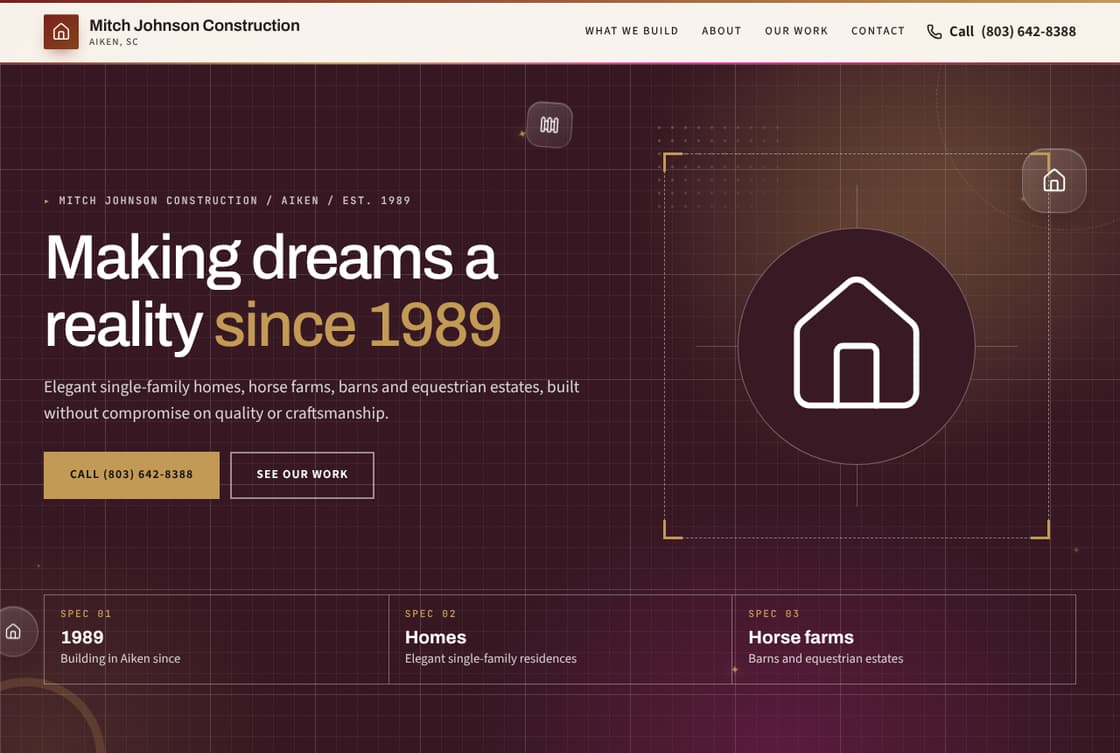 Mitch Johnson Construction
AIKEN, SC
WHAT WE BUILD
ABOUT
OUR WORK
CONTACT
Call (803) 642-8388
MITCH JOHNSON CONSTRUCTION / AIKEN / EST. 1989
Making dreams a
reality since 1989
Elegant single-family homes, horse farms, barns and equestrian estates, built
without compromise on quality or craftsmanship.
CALL (803) 642-8388
SEE OUR WORK
SPEC 01
1989
Building in Aiken since
SPEC 02
Homes
Elegant single-family residences
SPEC 03
Horse farms
Barns and equestrian estates